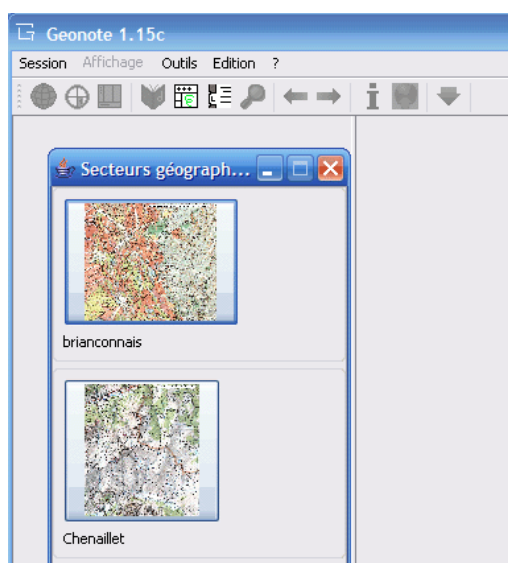 Geonote 1.15c
Session Affichage Outils Edition ?
Secteurs géograph...
brianconnais
Chenaillet